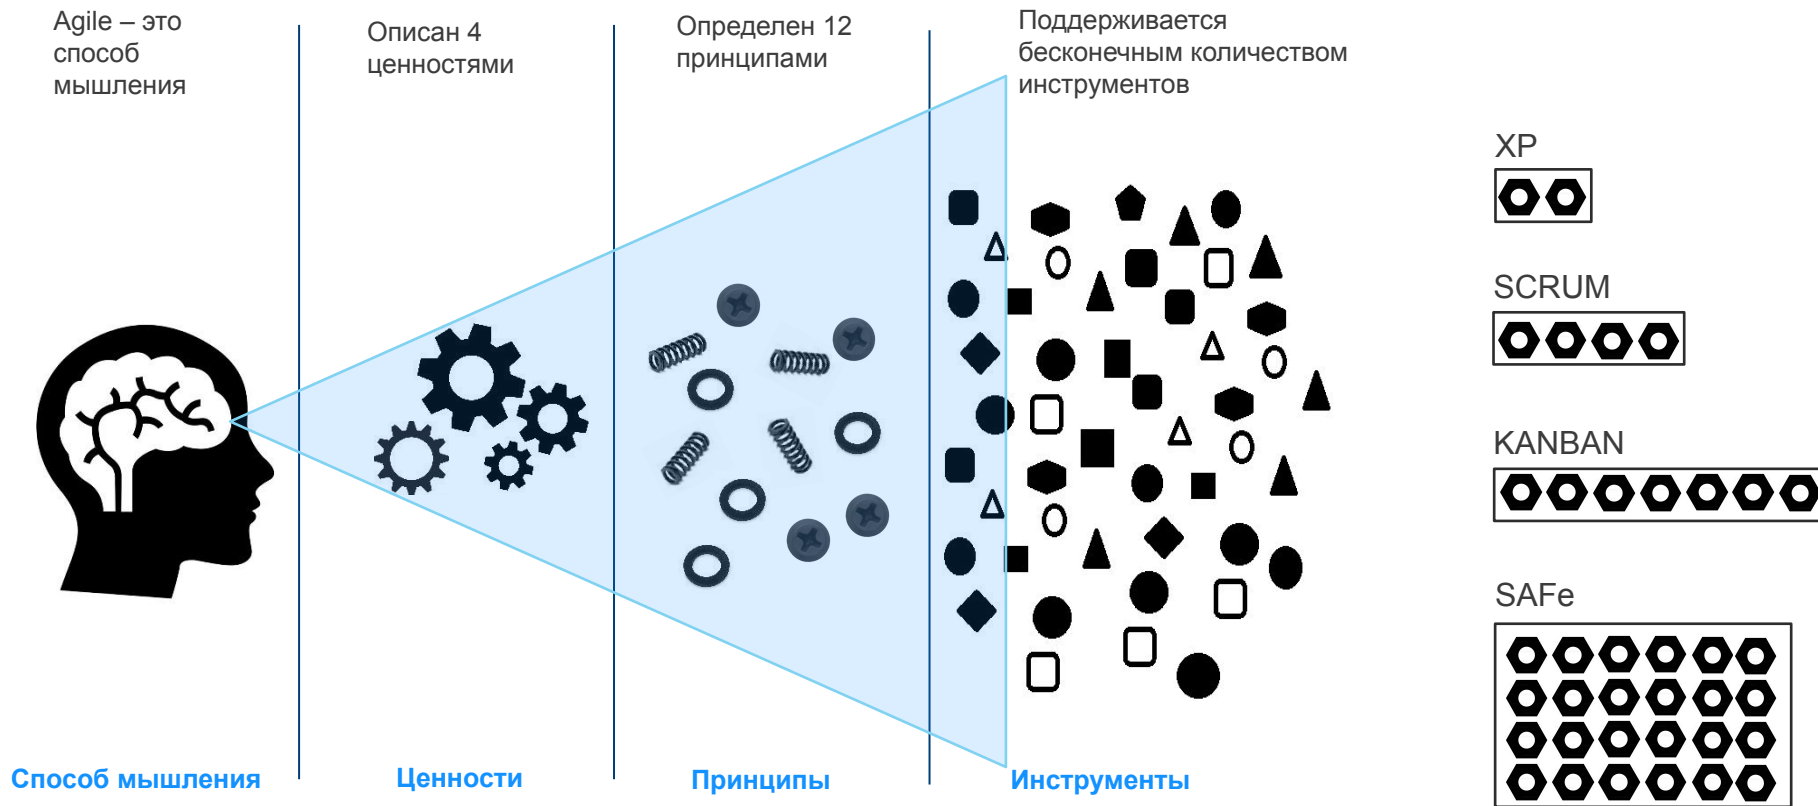 Agile – это
способ
мышления
Описан 4
ценностями
Определен 12
принципами
Поддерживается
бесконечным количеством
инструментов
XP
SCRUM
KANBAN
SAFe
Способ мышления
Ценности
Принципы
Инструменты